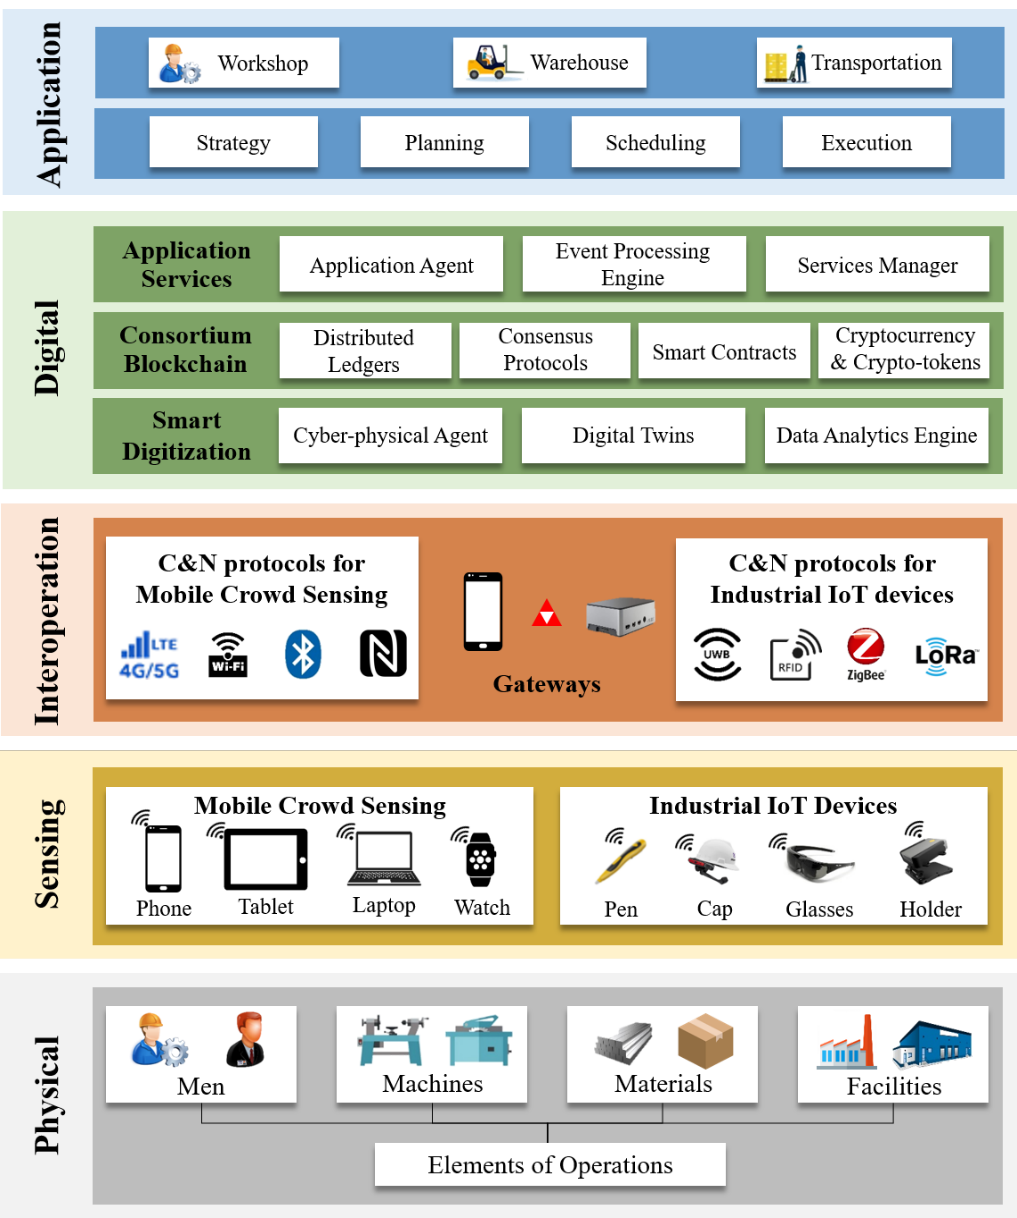 Application
Workshop
Warehouse
Transportation
Strategy
Planning
Scheduling
Execution
Digital
Application
Services
Application Agent
Event Processing
Engine
Services Manager
Consortium
Blockchain
Distributed
Ledgers
Consensus
Protocols
Smart Contracts
Cryptocurrency
& Crypto-tokens
Smart
Digitization
Cyber-physical Agent
Digital Twins
Data Analytics Engine
Interoperation
C&N protocols for
Mobile Crowd Sensing
LTE
4G/5G
Wi-Fi
Gateways
C&N protocols for
Industrial IoT devices
UWB
RFID
ZigBee
LoRa
Sensing
Mobile Crowd Sensing
Phone
Tablet
Laptop
Watch
Industrial IoT Devices
Pen
Cap
Glasses
Holder
Physical
Men
Machines
Materials
Facilities
Elements of Operations